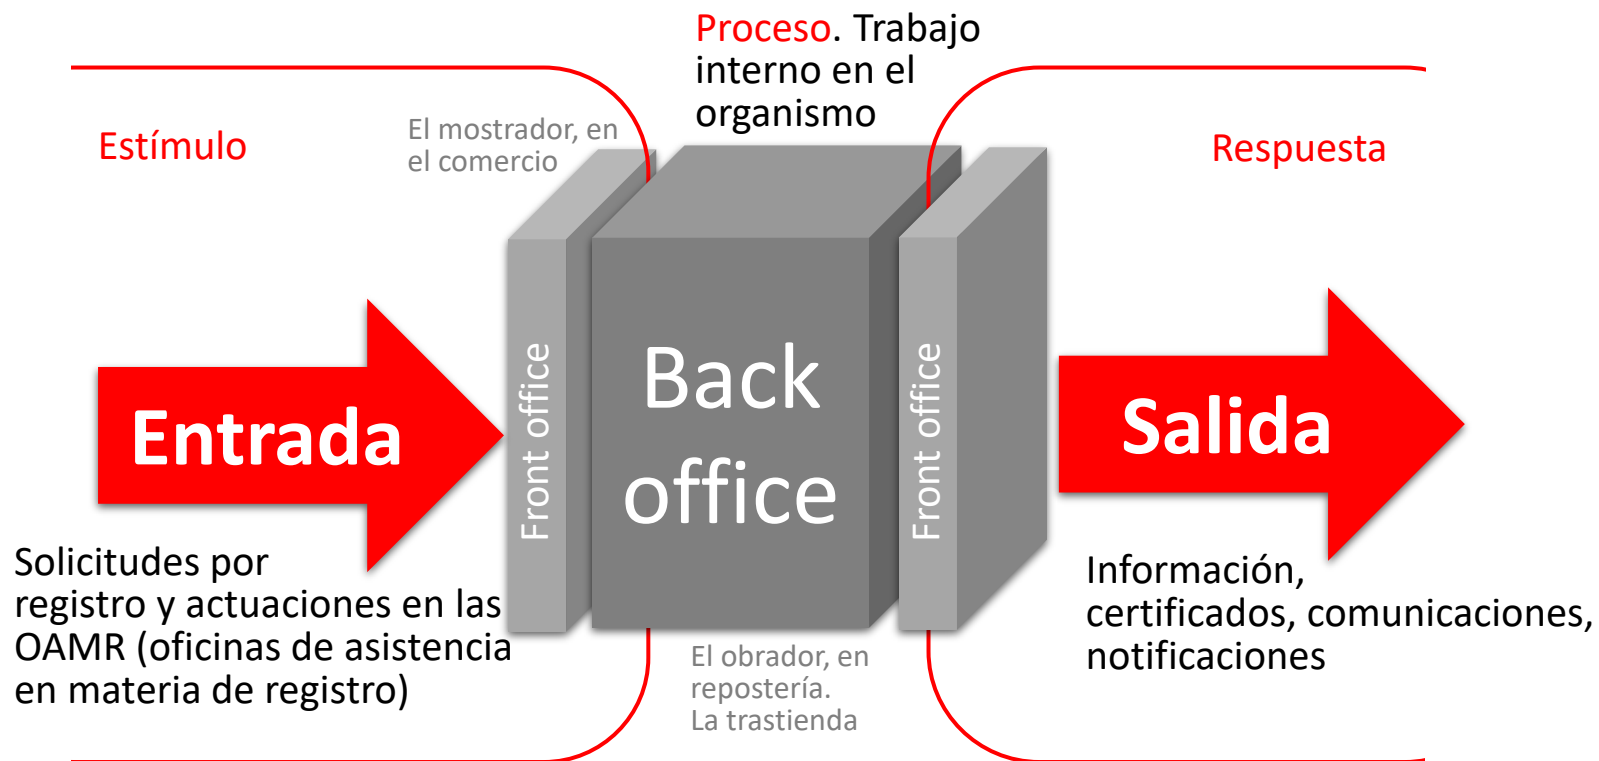 Proceso. Trabajo
interno en el
organismo
Estímulo
El mostrador, en
el comercio
Respuesta
Entrada
Front office
Back
office
Front office
Salida
Solicitudes por
registro y actuaciones en las
OAMR (oficinas de asistencia
en materia de registro)
El obrador, en
repostería.
La trastienda
Información,
certificados, comunicaciones,
notificaciones